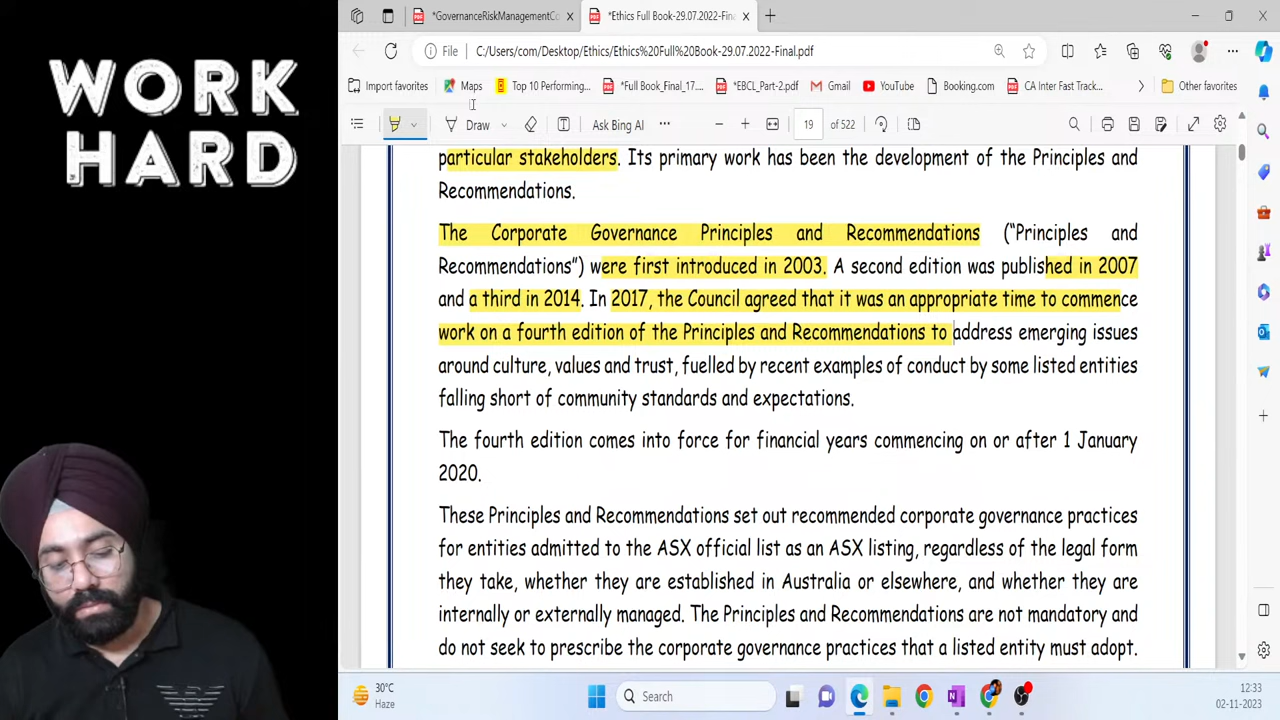 WORK
HARD
*GovernanceRiskManagementCo
*Ethics Full Book-29.07.2022-Fina
File
C:/Users/com/Desktop/Ethics/Ethics%20Full%20Book-29.07.2022-Final.pdf
Import favorites
Maps
Top 10 Performing...
*Full Book_Final_17....
*EBCL_Part-2.pdf
Gmail
YouTube
Booking.com
CA Inter Fast Track...
Other favorites
Draw
Ask Bing AI
19
of 522
particular stakeholders. Its primary work has been the development of the Principles and
Recommendations.
The Corporate Governance Principles and Recommendations (“Principles and
Recommendations”) were first introduced in 2003. A second edition was published in 2007
and a third in 2014. In 2017, the Council agreed that it was an appropriate time to commence
work on a fourth edition of the Principles and Recommendations to address emerging issues
around culture, values and trust, fuelled by recent examples of conduct by some listed entities
falling short of community standards and expectations.
The fourth edition comes into force for financial years commencing on or after 1 January
2020.
These Principles and Recommendations set out recommended corporate governance practices
for entities admitted to the ASX official list as an ASX listing, regardless of the legal form
they take, whether they are established in Australia or elsewhere, and whether they are
internally or externally managed. The Principles and Recommendations are not mandatory and
do not seek to prescribe the corporate governance practices that a listed entity must adopt.
30°C
Haze
Search
12:33
02-11-2023